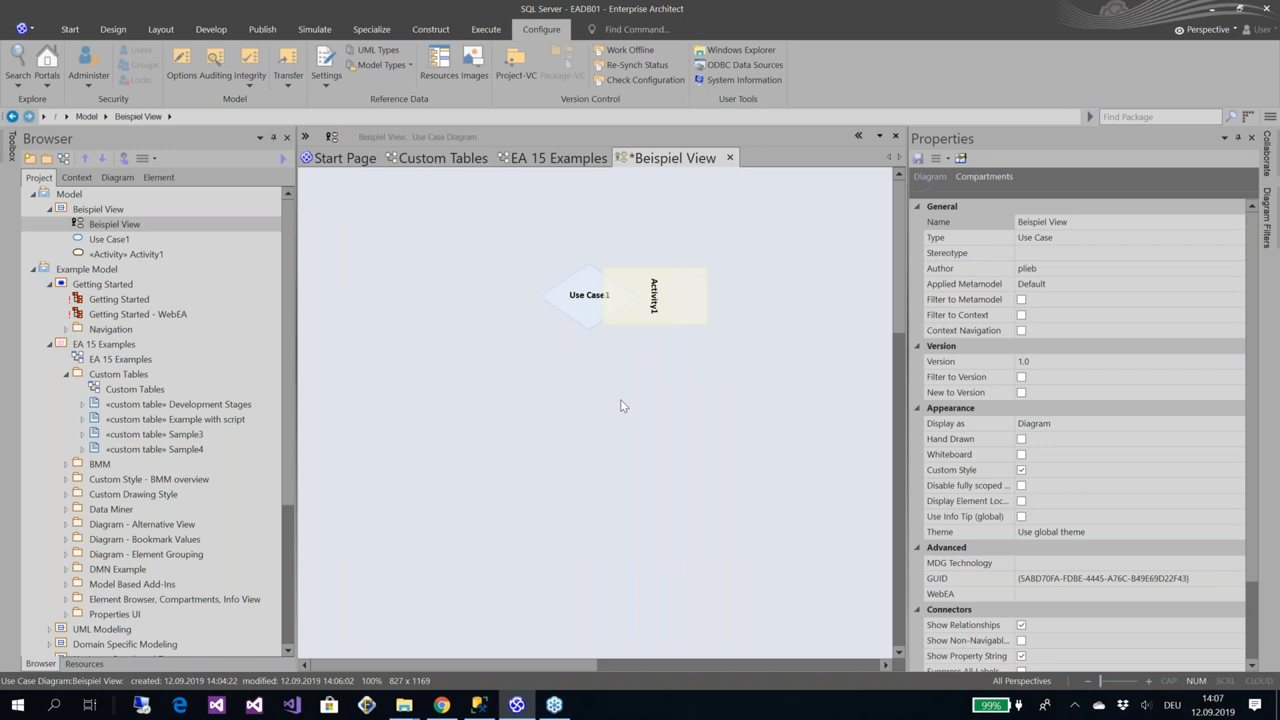 SQL Server - EADB01 - Enterprise Architect
Start Design Layout Develop Publish Simulate Specialize Construct Execute Configure Find Command... Perspective User
Search Portals
Explore
Administer
Users
Groups
Locks
Security
Options Auditing Integrity Transfer
Model
Settings
UML Types
Model Types
Resources Images
Reference Data
Project-VC Package-VC
Work Offline
Re-Synch Status
Check Configuration
Version Control
Windows Explorer
ODBC Data Sources
System Information
User Tools
/ Model Beispiel View
Find Package
Toolbox
Browser
Project Context Diagram Element
Model
Beispiel View
Beispiel View
Use Case1
«Activity» Activity1
Example Model
Getting Started
Getting Started
Getting Started - WebEA
Navigation
EA 15 Examples
EA 15 Examples
Custom Tables
Custom Tables
«custom table» Development Stages
«custom table» Example with script
«custom table» Sample3
«custom table» Sample4
BMM
Custom Style - BMM overview
Custom Drawing Style
Data Miner
Diagram - Alternative View
Diagram - Bookmark Values
Diagram - Element Grouping
DMN Example
Model Based Add-Ins
Element Browser, Compartments, Info View
Properties UI
UML Modeling
Domain Specific Modeling
Browser Resources
Beispiel View, Use Case Diagram
Start Page Custom Tables EA 15 Examples *Beispiel View
Use Case1
Activity1
Properties
Diagram Compartments
General
Name Beispiel View
Type Use Case
Stereotype
Author plieb
Applied Metamodel Default
Filter to Metamodel
Filter to Context
Context Navigation
Version
Version 1.0
Filter to Version
New to Version
Appearance
Display as Diagram
Hand Drawn
Whiteboard
Custom Style
Disable fully scoped ...
Display Element Loc...
Use Info Tip (global)
Theme Use global theme
Advanced
MDG Technology
GUID {5ABD70FA-FDBE-4445-A76C-B49E69D22F43}
WebEA
Connectors
Show Relationships
Show Non-Navigabl...
Show Property String
Collaborate
Diagram Filters
Use Case Diagram:Beispiel View: created: 12.09.2019 14:04:22 modified: 12.09.2019 14:06:02 100% 827 x 1169
All Perspectives CAP NUM SCRL CLOUD
99% DEU 14:07
12.09.2019